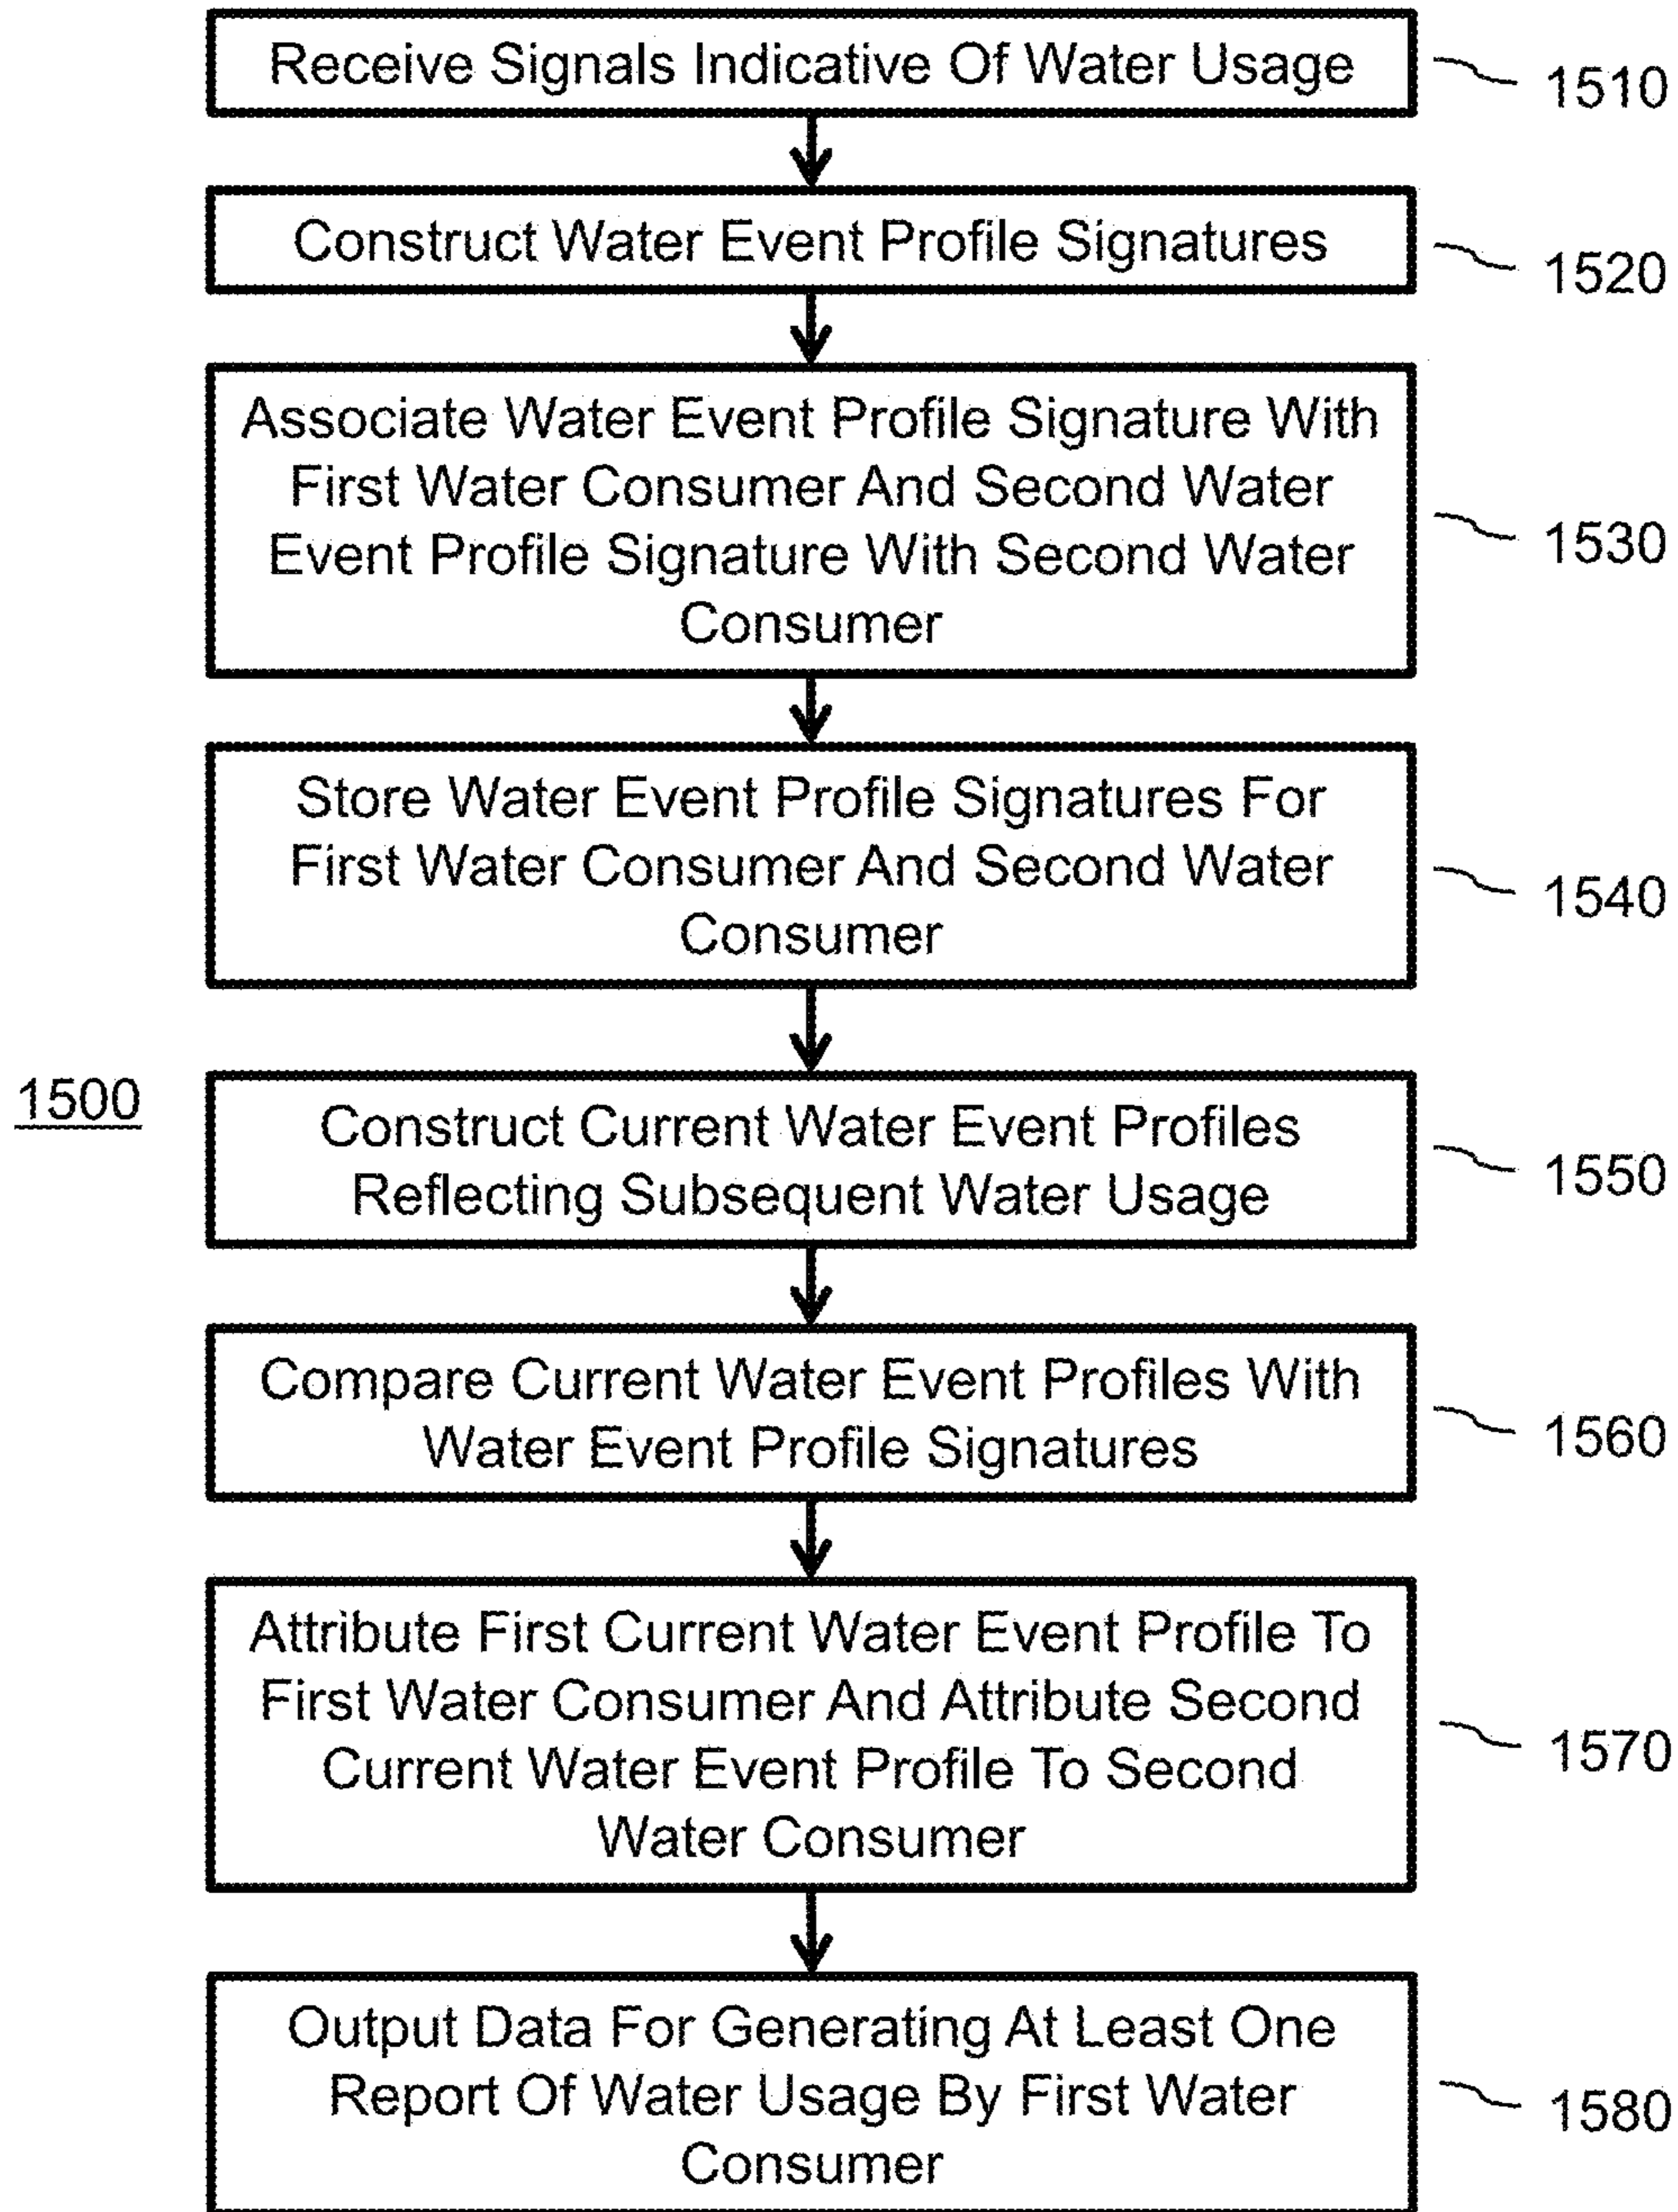 Receive Signals Indicative Of Water Usage
1510
Construct Water Event Profile Signatures
1520
Associate Water Event Profile Signature With
First Water Consumer And Second Water
Event Profile Signature With Second Water
Consumer
1530
Store Water Event Profile Signatures For
First Water Consumer And Second Water
Consumer
1540
1500
Construct Current Water Event Profiles
Reflecting Subsequent Water Usage
1550
Compare Current Water Event Profiles With
Water Event Profile Signatures
1560
Attribute First Current Water Event Profile To
First Water Consumer And Attribute Second
Current Water Event Profile To Second
Water Consumer
1570
Output Data For Generating At Least One
Report Of Water Usage By First Water
Consumer
1580